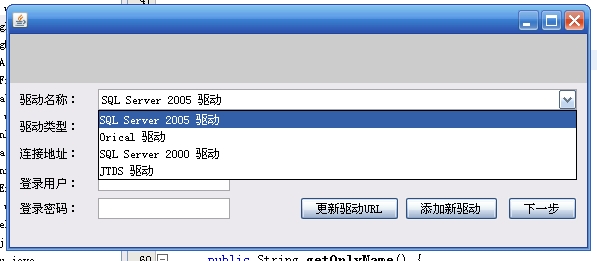 驱动名称：
SQL Server 2005 驱动
驱动类型
SQL Server 2005 驱动
Orical 驱动
连接地址：
SQL Server 2000 驱动
JTDS 驱动
登录用户：
登录密码：
更新驱动URL
添加新驱动
下一步
60
public String getOnlyName() {